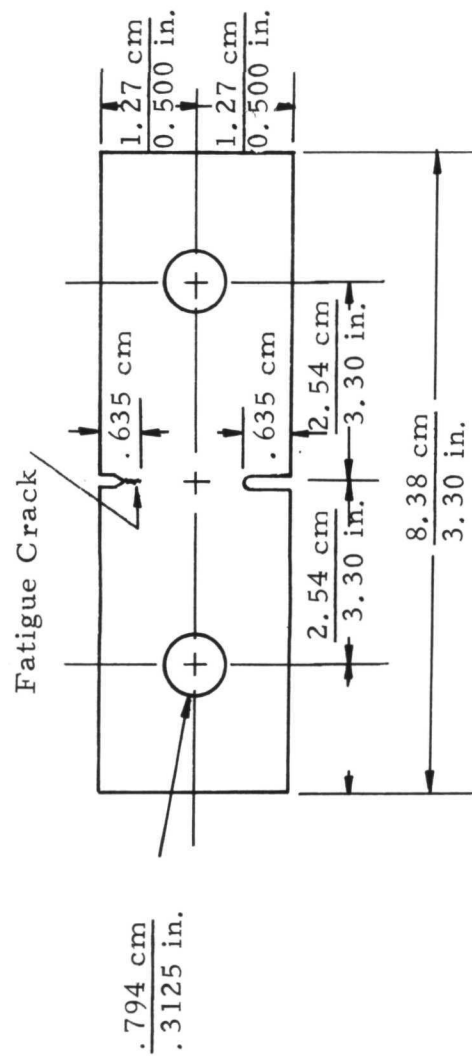 Fatigue Crack
.794 cm
.3125 in.
.635 cm
.635 cm
1.27 cm
0.500 in.
1.27 cm
0.500 in.
2.54 cm
3.30 in.
2.54 cm
3.30 in.
8.38 cm
3.30 in.